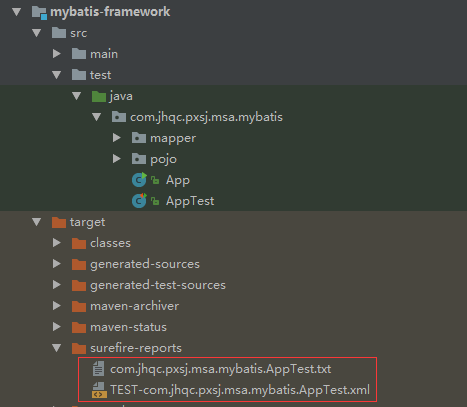 mybatis-framework
src
main
test
java
com.jhqc.pxsj.msa.mybatis
mapper
pojo
App
AppTest
target
classes
generated-sources
generated-test-sources
maven-archiver
maven-status
surefire-reports
com.jhqc.pxsj.msa.mybatis.AppTest.txt
TEST-com.jhqc.pxsj.msa.mybatis.AppTest.xml